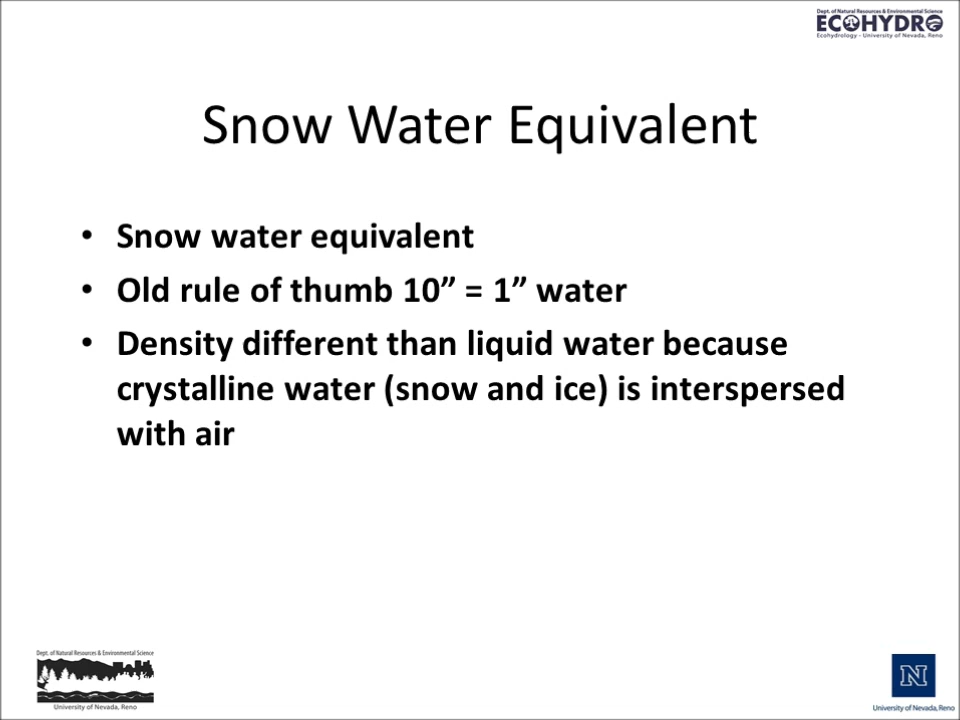 Dept. of Natural Resources & Environmental Science
ECOHYDRO
Ecohydrology - University of Nevada, Reno
Snow Water Equivalent
• Snow water equivalent
• Old rule of thumb 10” = 1” water
• Density different than liquid water because
crystalline water (snow and ice) is interspersed
with air
Dept. of Natural Resources & Environmental Science
University of Nevada, Reno
N
University of Nevada, Reno